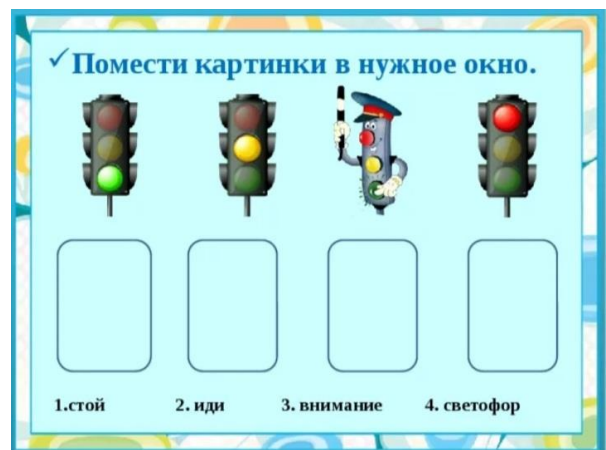 Помести картинки в нужное окно.
1.стой 2. иди 3. внимание 4. светофор